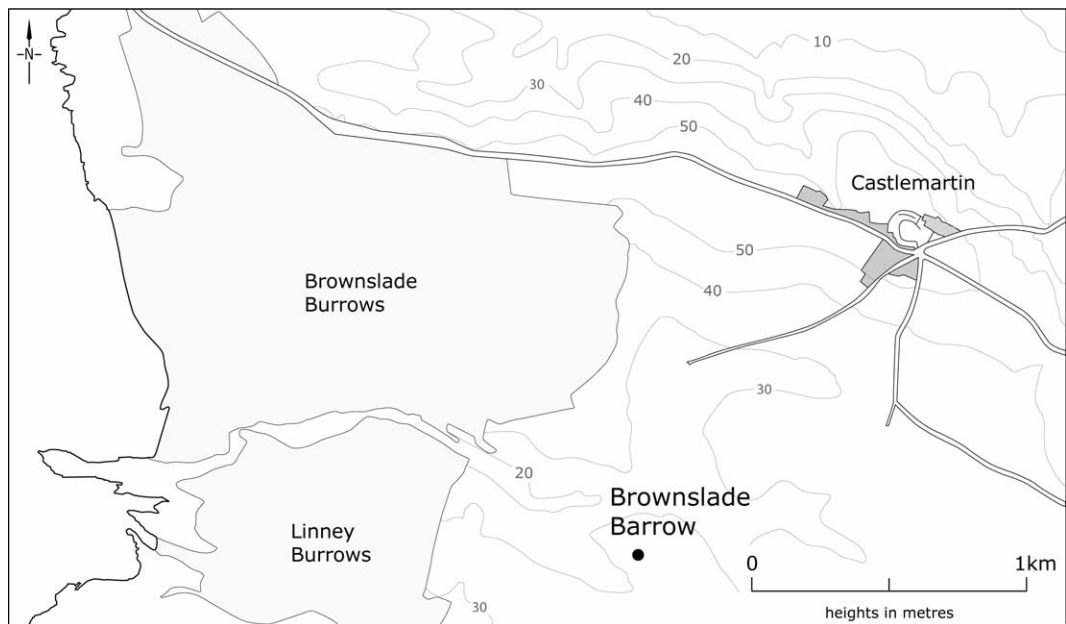 -N-
10
20
30
40
50
Castlemartin
50
40
Brownslade
Burrows
30
20
Brownslade
Barrow
Linney
Burrows
30
0 1km
heights in metres